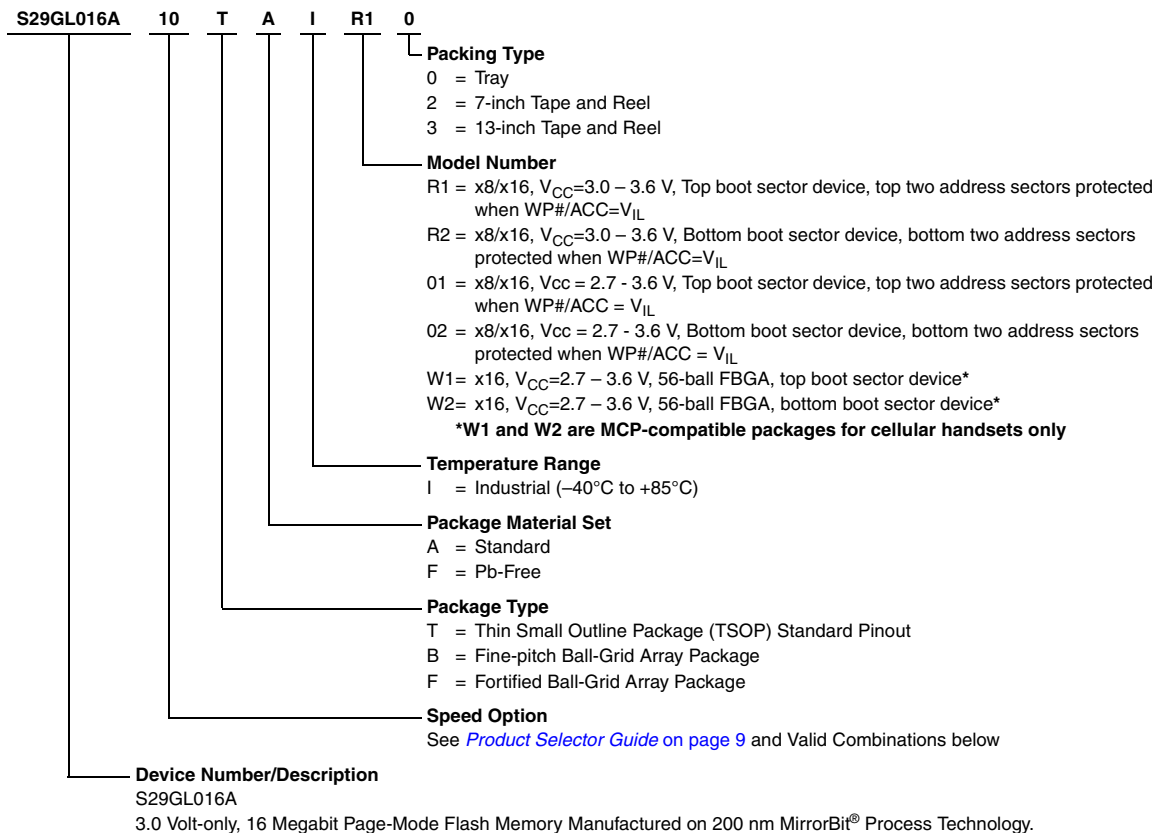 S29GL016A 10 T A I R1 0
Packing Type
0 = Tray
2 = 7-inch Tape and Reel
3 = 13-inch Tape and Reel
Model Number
R1 = x8/x16, VCC=3.0 – 3.6 V, Top boot sector device, top two address sectors protected
when WP#/ACC=VIL
R2 = x8/x16, VCC=3.0 – 3.6 V, Bottom boot sector device, bottom two address sectors
protected when WP#/ACC=VIL
01 = x8/x16, Vcc = 2.7 - 3.6 V, Top boot sector device, top two address sectors protected
when WP#/ACC = VIL
02 = x8/x16, Vcc = 2.7 - 3.6 V, Bottom boot sector device, bottom two address sectors
protected when WP#/ACC = VIL
W1= x16, VCC=2.7 – 3.6 V, 56-ball FBGA, top boot sector device*
W2= x16, VCC=2.7 – 3.6 V, 56-ball FBGA, bottom boot sector device*
*W1 and W2 are MCP-compatible packages for cellular handsets only
Temperature Range
I = Industrial (–40°C to +85°C)
Package Material Set
A = Standard
F = Pb-Free
Package Type
T = Thin Small Outline Package (TSOP) Standard Pinout
B = Fine-pitch Ball-Grid Array Package
F = Fortified Ball-Grid Array Package
Speed Option
See Product Selector Guide on page 9 and Valid Combinations below
Device Number/Description
S29GL016A
3.0 Volt-only, 16 Megabit Page-Mode Flash Memory Manufactured on 200 nm MirrorBit® Process Technology.